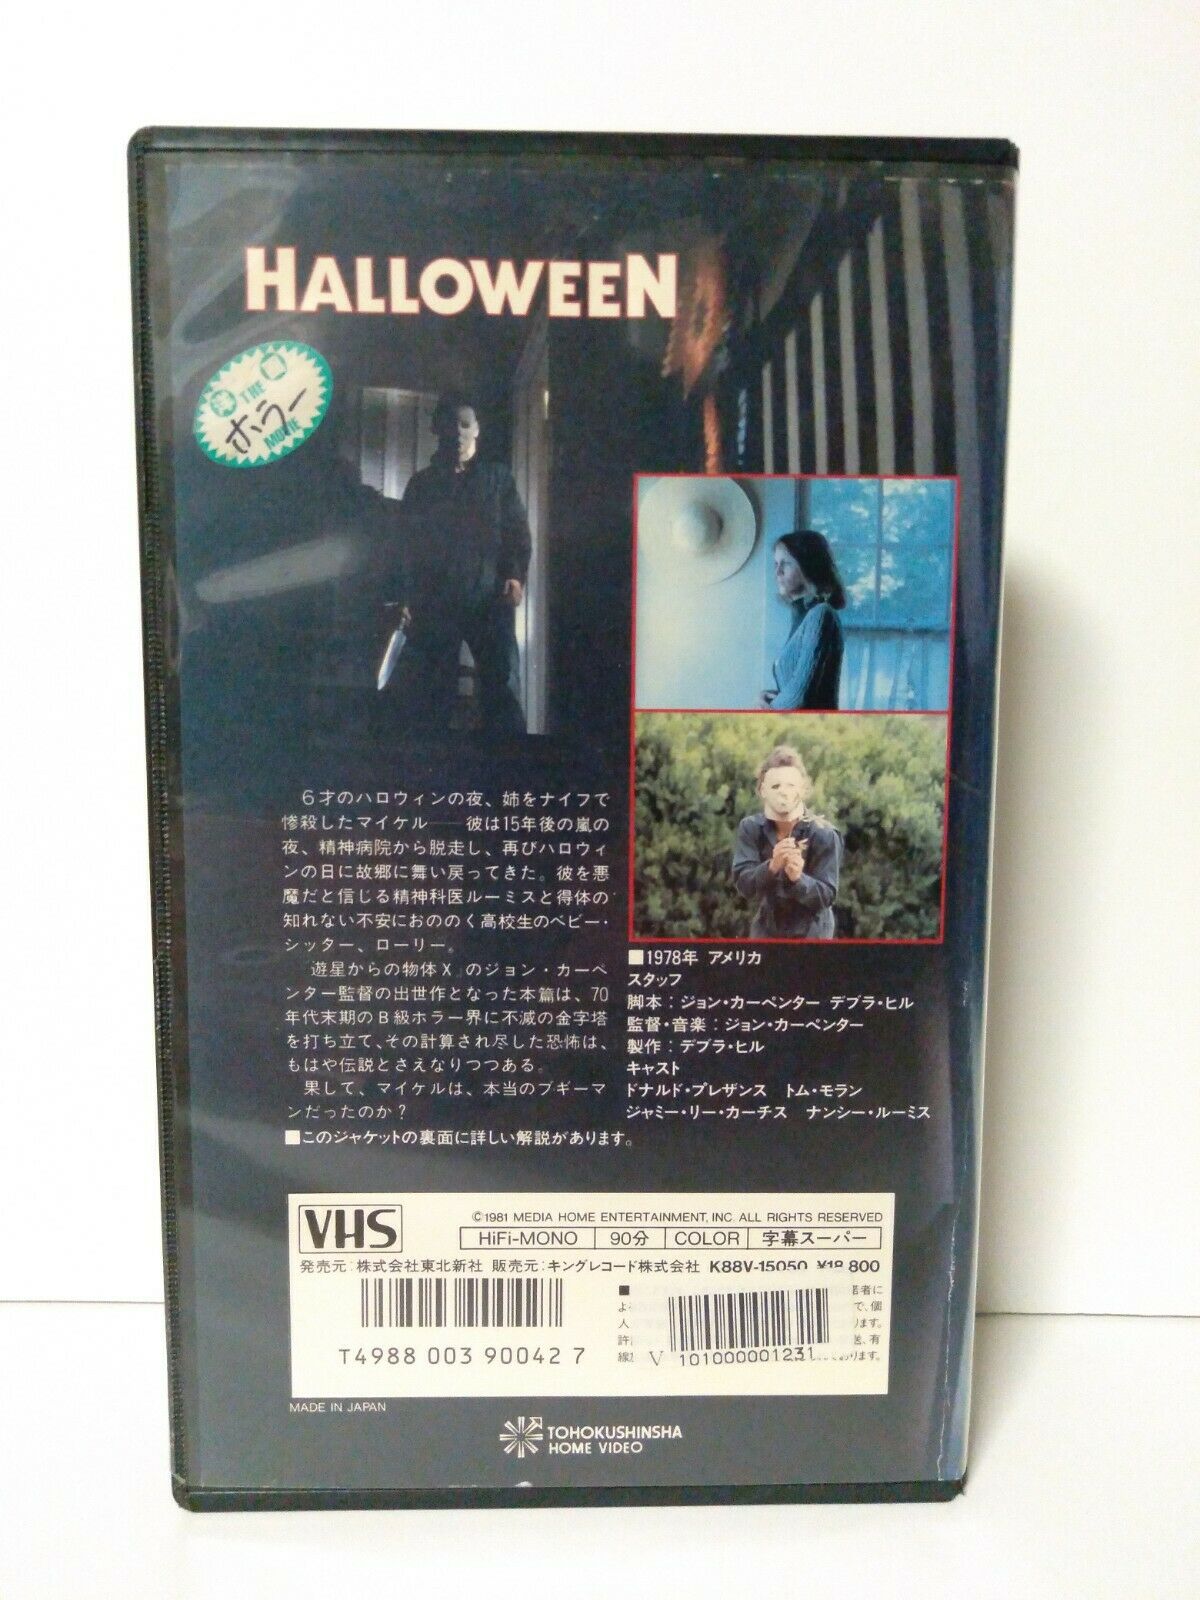 HALLOWEEN
洋 THE 画
ホラー
MOVIE
6才のハロウィンの夜、姉をナイフで
惨殺したマイケル──彼は15年後の嵐の
夜、精神病院から脱走し、再びハロウィ
ンの日に故郷に舞い戻ってきた。彼を悪
魔だと信じる精神科医ルーミスと得体の
知れない不安におののく高校生のベビー・
シッター、ローリー。
遊星からの物体X」のジョン・カーペ
ンター監督の出世作となった本篇は、70
年代末期のB級ホラー界に不滅の金字塔
を打ち立て、その計算され尽した恐怖は、
もはや伝説とさえなりつつある。
果して、マイケルは、本当のブギーマ
ンだったのか?
■このジャケットの裏面に詳しい解説があります。
■1978年 アメリカ
スタッフ
脚本:ジョン・カーペンター デブラ・ヒル
監督・音楽:ジョン・カーペンター
製作:デブラ・ヒル
キャスト
ドナルド・プレザンス トム・モラン
ジャミー・リー・カーチス ナンシー・ルーミス
VHS
©1981 MEDIA HOME ENTERTAINMENT, INC. ALL RIGHTS RESERVED
HiFi-MONO 90分 COLOR 字幕スーパー
発売元:株式会社東北新社 販売元:キングレコード株式会社 K88V-15050 ¥18,800
T4988 003 90042 7
で、個
人
ます。
送、有
V 101000001231
MADE IN JAPAN
TOHOKUSHINSHA
HOME VIDEO